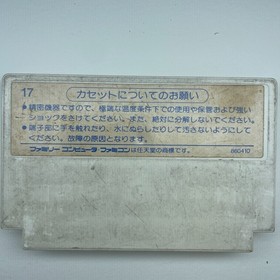 17
カセットについてのお願い
●精密機器ですので、極端な温度条件下での使用や保管および強い
ショックをさけてください。また、絶対に分解しないでください。
●端子部に手を触れたり、水にぬらしたりして汚さないようにして
ください。故障の原因となります。
ファミリー コンピュータ ファミコンは任天堂の商標です。
860410